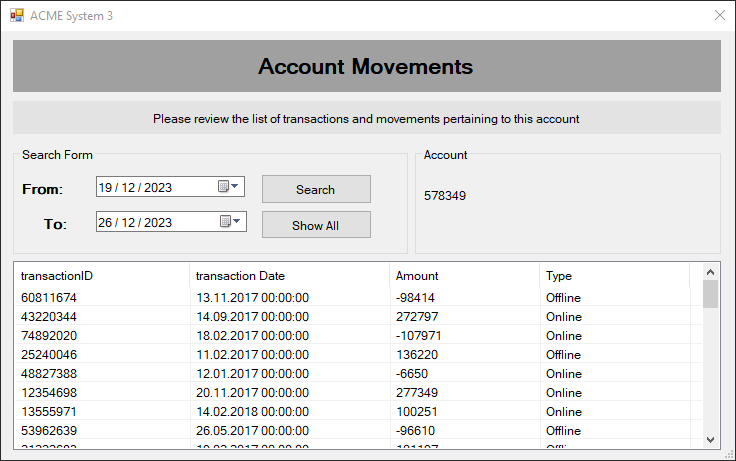 ACME System 3
Account Movements
Please review the list of transactions and movements pertaining to this account
Search Form
From: 19 / 12 / 2023 Search
To: 26 / 12 / 2023 Show All
Account
578349
transactionID transaction Date Amount Type
60811674 13.11.2017 00:00:00 -98414 Offline
43220344 14.09.2017 00:00:00 272797 Online
74892020 18.02.2017 00:00:00 -107971 Online
25240046 11.02.2017 00:00:00 136220 Offline
48827388 12.01.2017 00:00:00 -6650 Online
12354698 20.11.2017 00:00:00 277349 Online
13555971 14.02.2018 00:00:00 100251 Online
53962639 26.05.2017 00:00:00 -96610 Offline